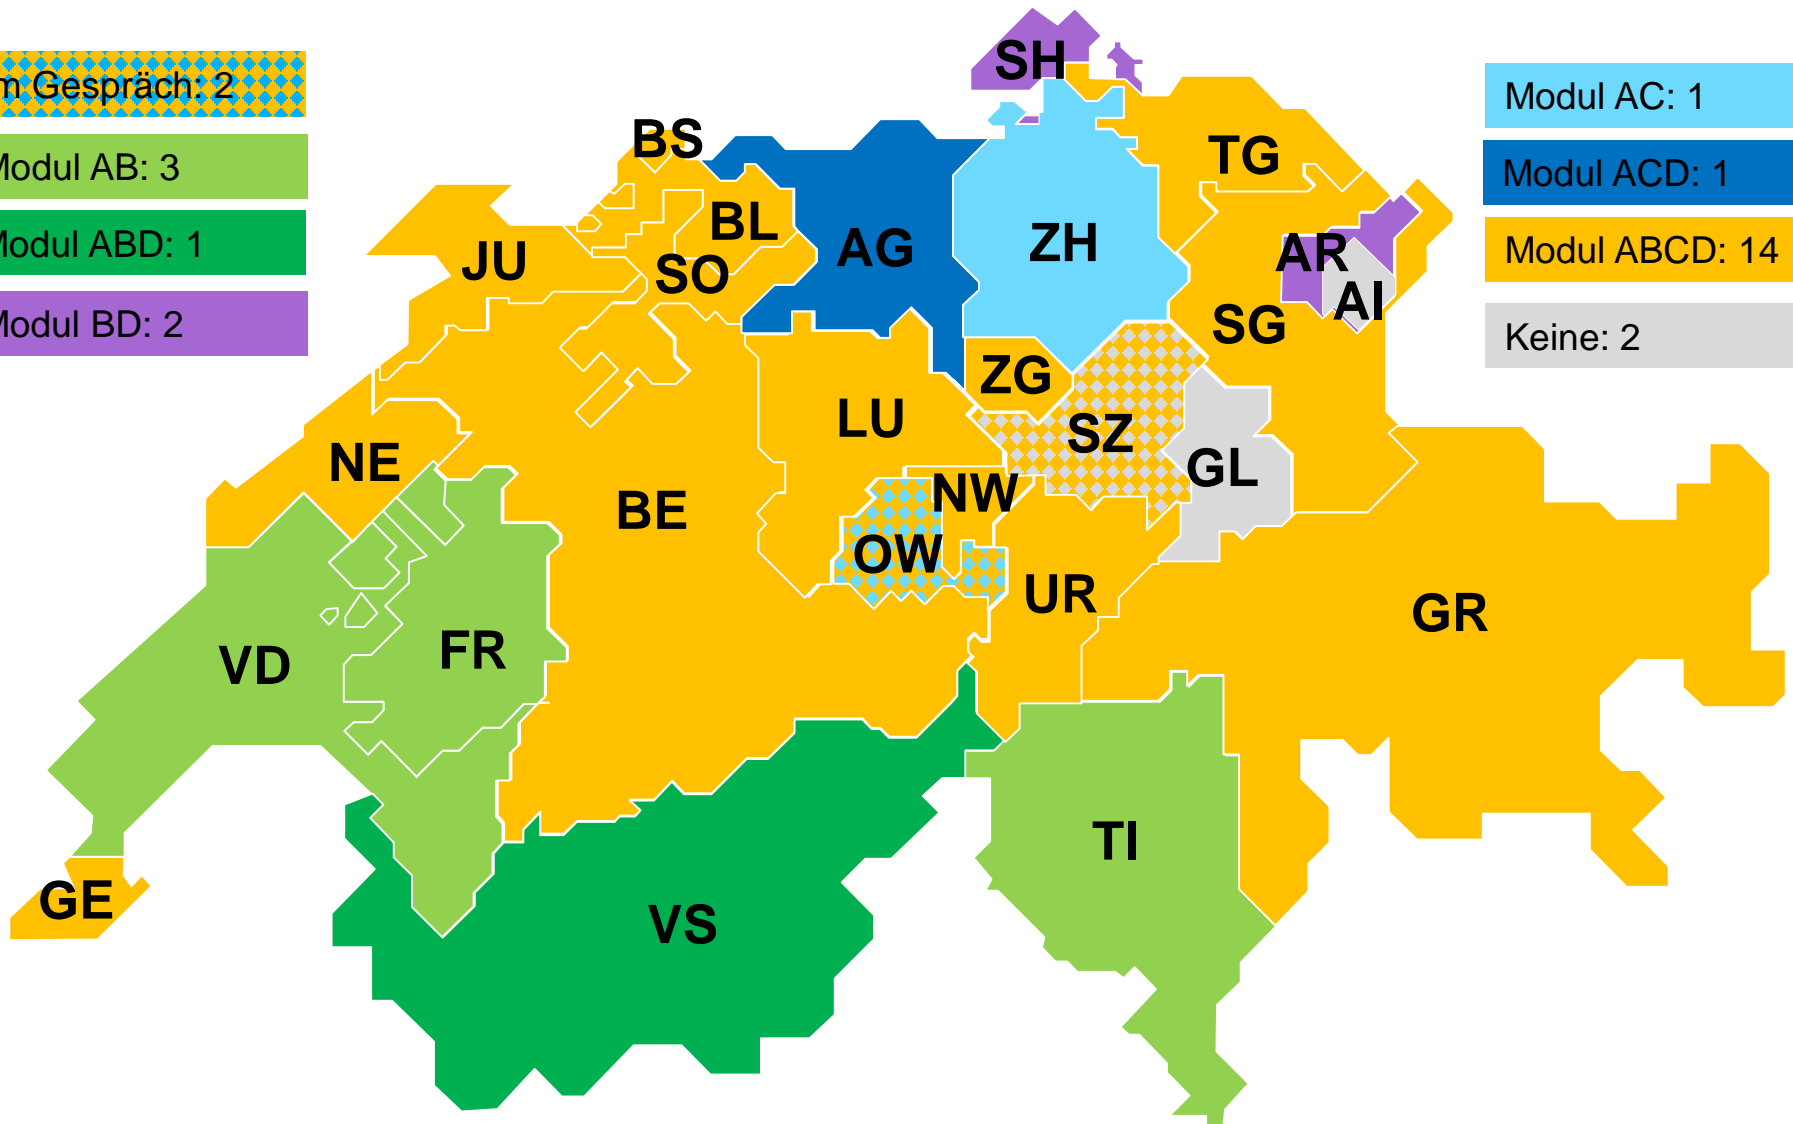 m Gespräch: 2
Modul AB: 3
Modul ABD: 1
Modul BD: 2
Modul AC: 1
Modul ACD: 1
Modul ABCD: 14
Keine: 2
SH
BS
TG
BL
AG
ZH
JU
SO
AR
AI
SG
ZG
LU
SZ
NE
GL
BE
NW
OW
UR
GR
VD
FR
TI
GE
VS